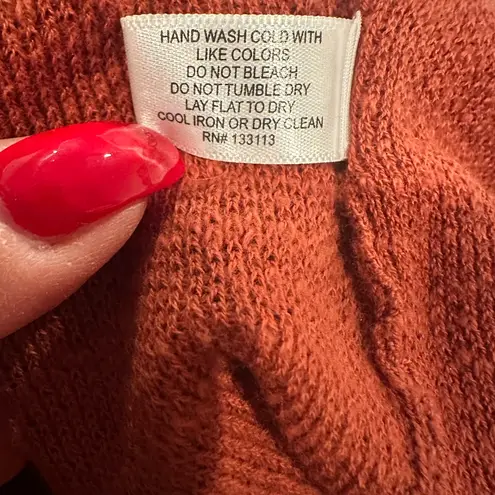 HAND WASH COLD WITH
LIKE COLORS
DO NOT BLEACH
DO NOT TUMBLE DRY
LAY FLAT TO DRY
COOL IRON OR DRY CLEAN
RN# 133113